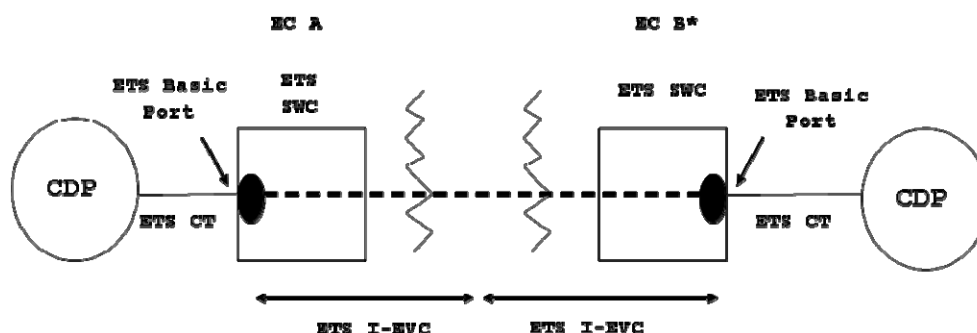 EC A
EC B*
ETS
SWC
ETS SWC
ETS Basic
Port
ETS Basic
Port
CDP
CDP
ETS CT
ETS CT
ETS I-EVC
ETS I-EVC